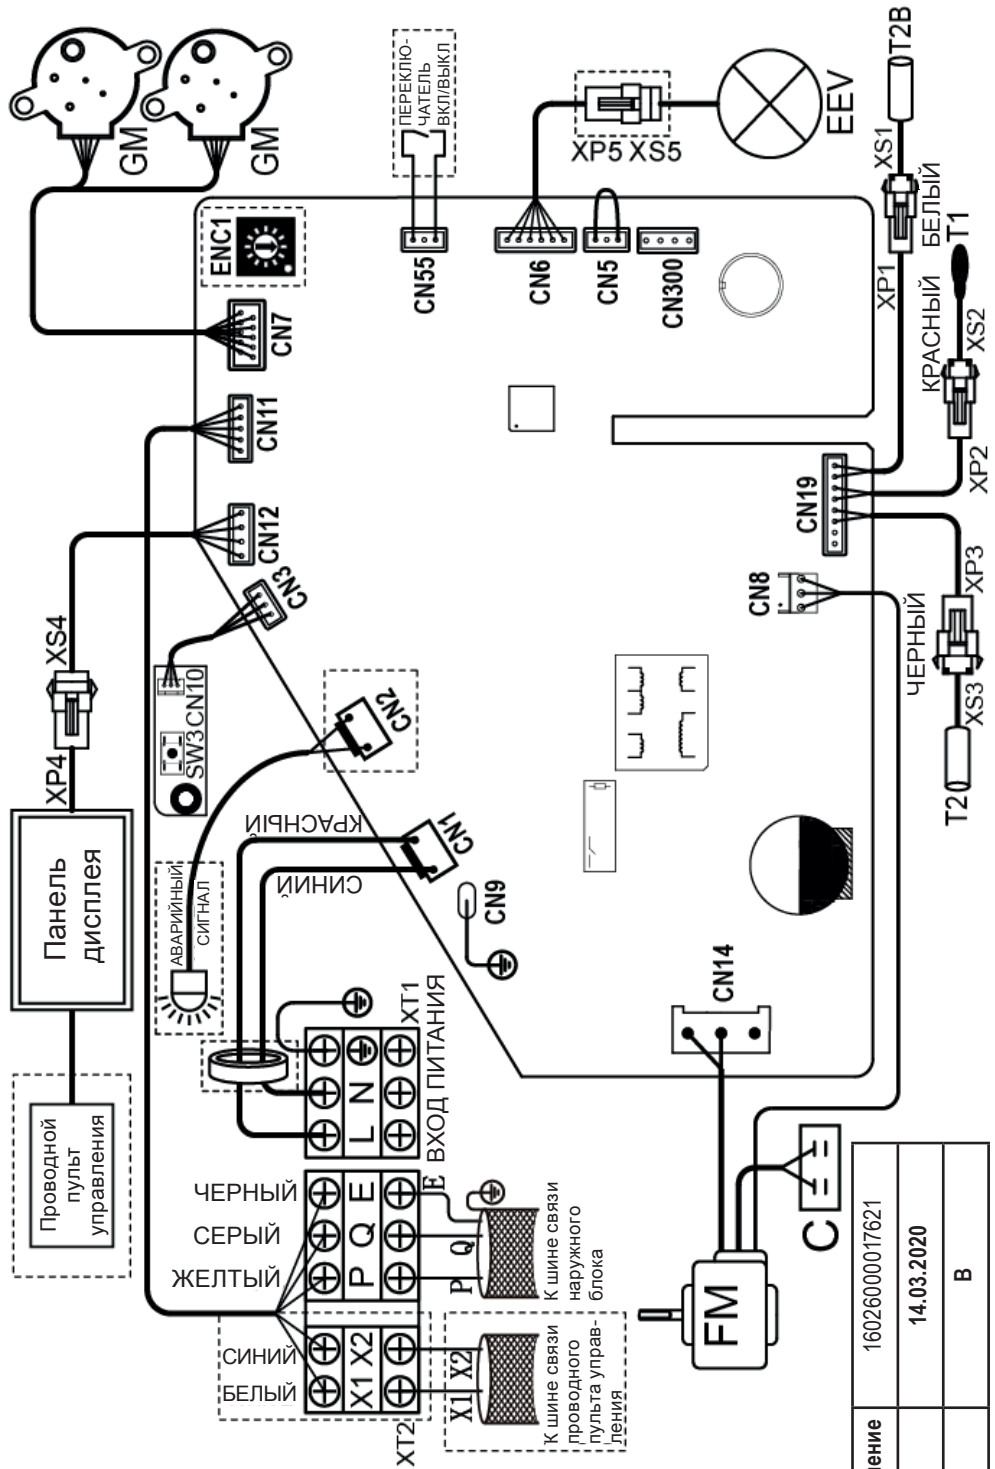 GM
GM
ПЕРЕКЛЮ-
ЧАТЕЛЬ
ВКЛ/ВЫКЛ
XP5 XS5
EEV
T2B
XS1
БЕЛЫЙ
XP1
T1
КРАСНЫЙ
XS2
XP2
ENC1
CN55
CN6
CN5
CN300
CN7
CN11
CN12
CN3
CN19
CN8
XP3
ЧЕРНЫЙ
XS3
T2
XS4
XP4
SW3
CN10
CN2
CN1
КРАСНЫЙ
СИНИЙ
CN9
CN14
Панель
дисплея
АВАРИЙНЫЙ
СИГНАЛ
Проводной
пульт
управления
L N
XT1
ВХОД ПИТАНИЯ
ЧЕРНЫЙ
СЕРЫЙ
ЖЕЛТЫЙ
P Q E
P Q E
К шине связи
наружного
блока
СИНИЙ
БЕЛЫЙ
X1 X2
XT2
X1 X2
К шине связи
проводного
пульта управ-
ления
FM
C
16026000017621
14.03.2020
B